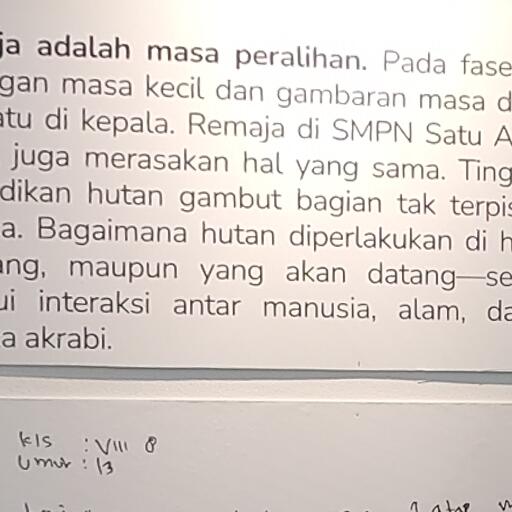 ja adalah masa peralihan. Pada fase
gan masa kecil dan gambaran masa d
atu di kepala. Remaja di SMPN Satu A
juga merasakan hal yang sama. Ting
dikan hutan gambut bagian tak terpis
a. Bagaimana hutan diperlakukan di h
ang, maupun yang akan datang—se
ui interaksi antar manusia, alam, da
a akrabi.
kls : VIII 8
Umur : 13